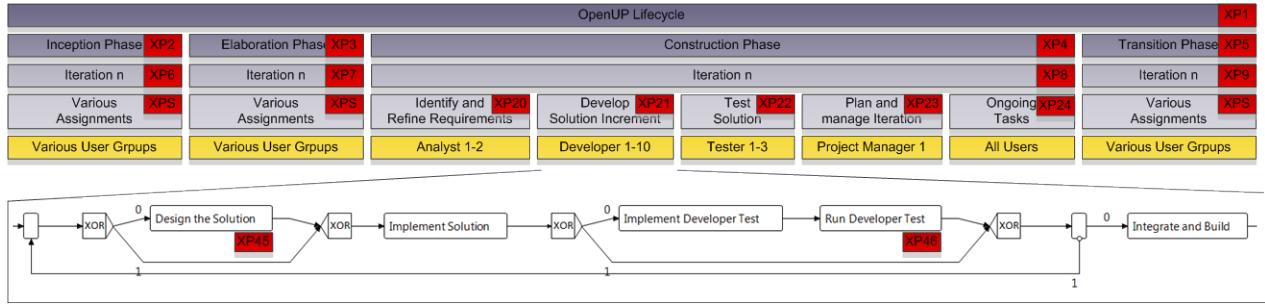 OpenUP Lifecycle XP1
Inception Phase XP2 Elaboration Phase XP3 Construction Phase XP4 Transition Phase XP5
Iteration n XP6 Iteration n XP7 Iteration n XP8 Iteration n XP9
Various Assignments XPS
Various Assignments XPS
Identify and Refine Requirements XP20
Develop Solution Increment XP21
Test Solution XP22
Plan and manage Iteration XP23
Ongoing Tasks XP24
Various Assignments XPS
Various User Grpups Various User Grpups Analyst 1-2 Developer 1-10 Tester 1-3 Project Manager 1 All Users Various User Grpups
XOR 0 Design the Solution XP45 1 XOR Implement Solution XOR 0 Implement Developer Test Run Developer Test XP46 1 XOR 0 Integrate and Build
1